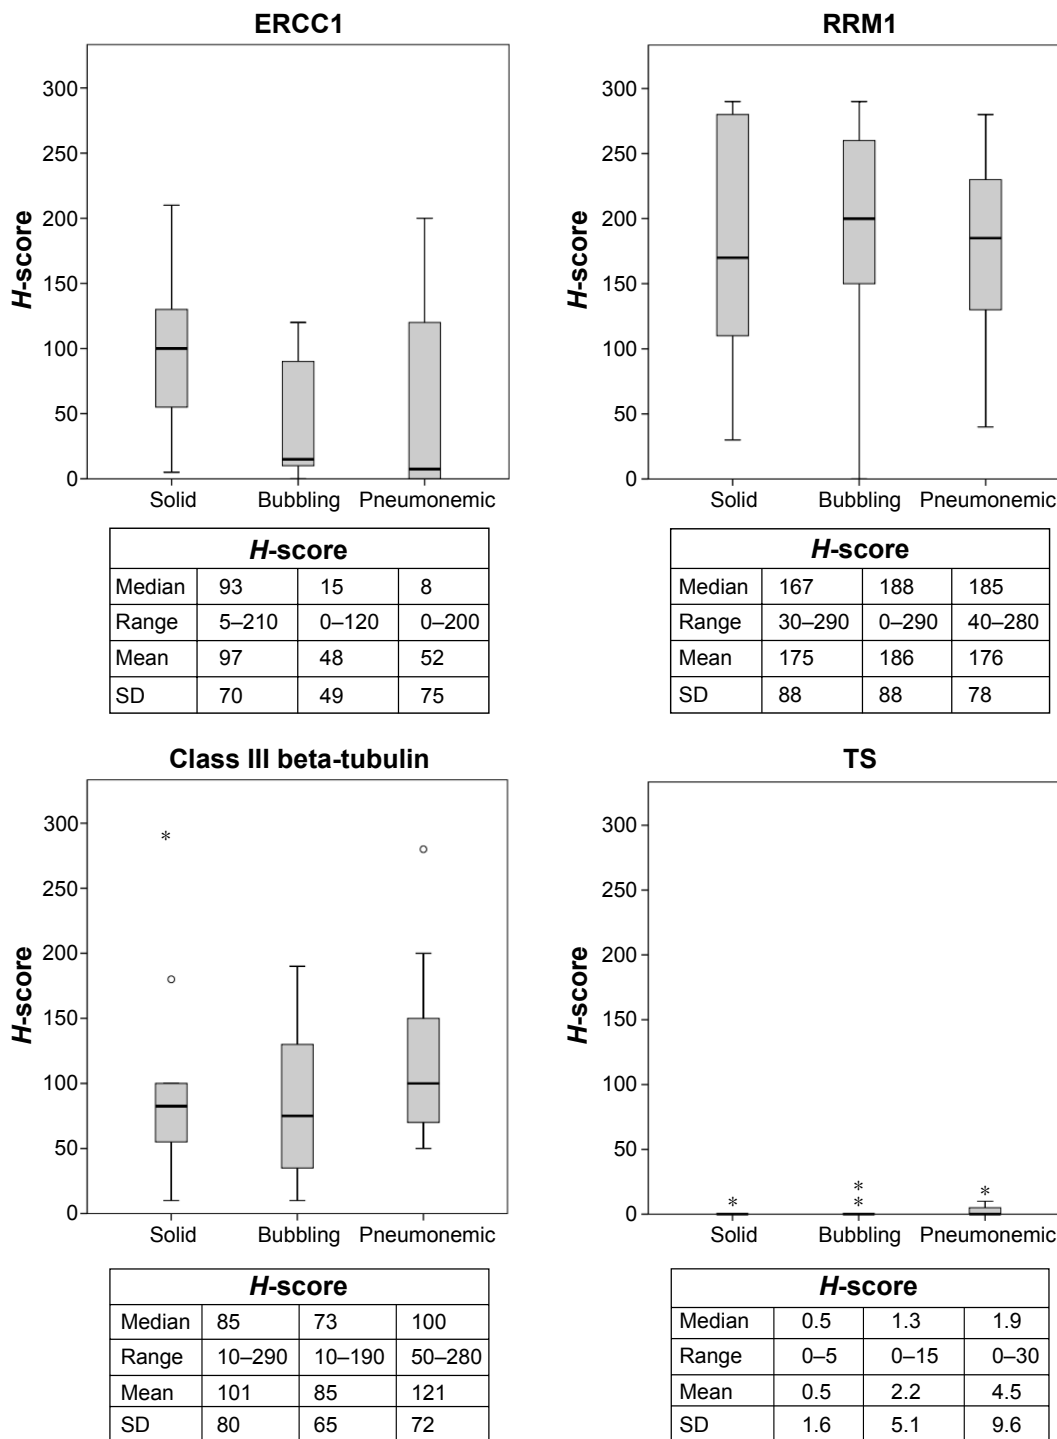 ERCC1
300
250
200
150
100
50
0
H-score
Solid Bubbling Pneumonemic
H-score
Median 93 15 8
Range 5–210 0–120 0–200
Mean 97 48 52
SD 70 49 75
RRM1
300
250
200
150
100
50
0
H-score
Solid Bubbling Pneumonemic
H-score
Median 167 188 185
Range 30–290 0–290 40–280
Mean 175 186 176
SD 88 88 78
Class III beta-tubulin
300
250
200
150
100
50
0
H-score
Solid Bubbling Pneumonemic
H-score
Median 85 73 100
Range 10–290 10–190 50–280
Mean 101 85 121
SD 80 65 72
TS
300
250
200
150
100
50
0
H-score
Solid Bubbling Pneumonemic
H-score
Median 0.5 1.3 1.9
Range 0–5 0–15 0–30
Mean 0.5 2.2 4.5
SD 1.6 5.1 9.6